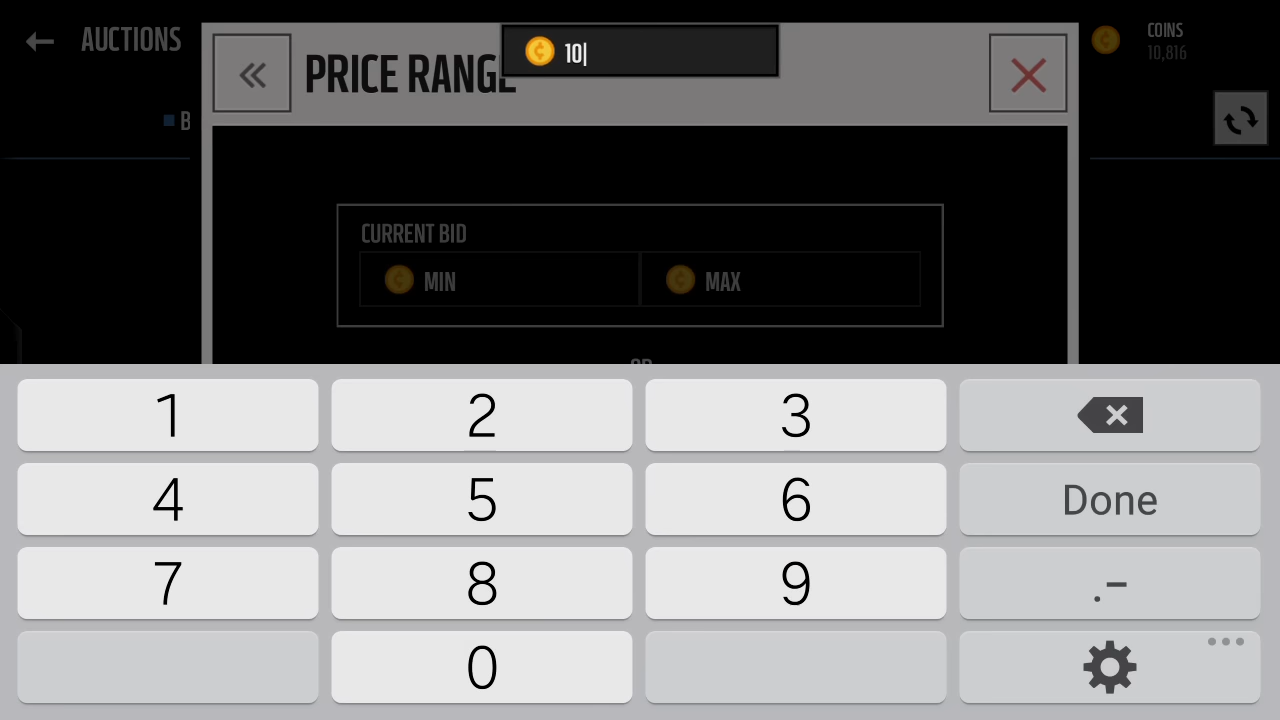 AUCTIONS
10
COINS
10,816
PRICE RANGE
B
CURRENT BID
MIN
MAX
OR
1 2 3
4 5 6 Done
7 8 9 .-
0